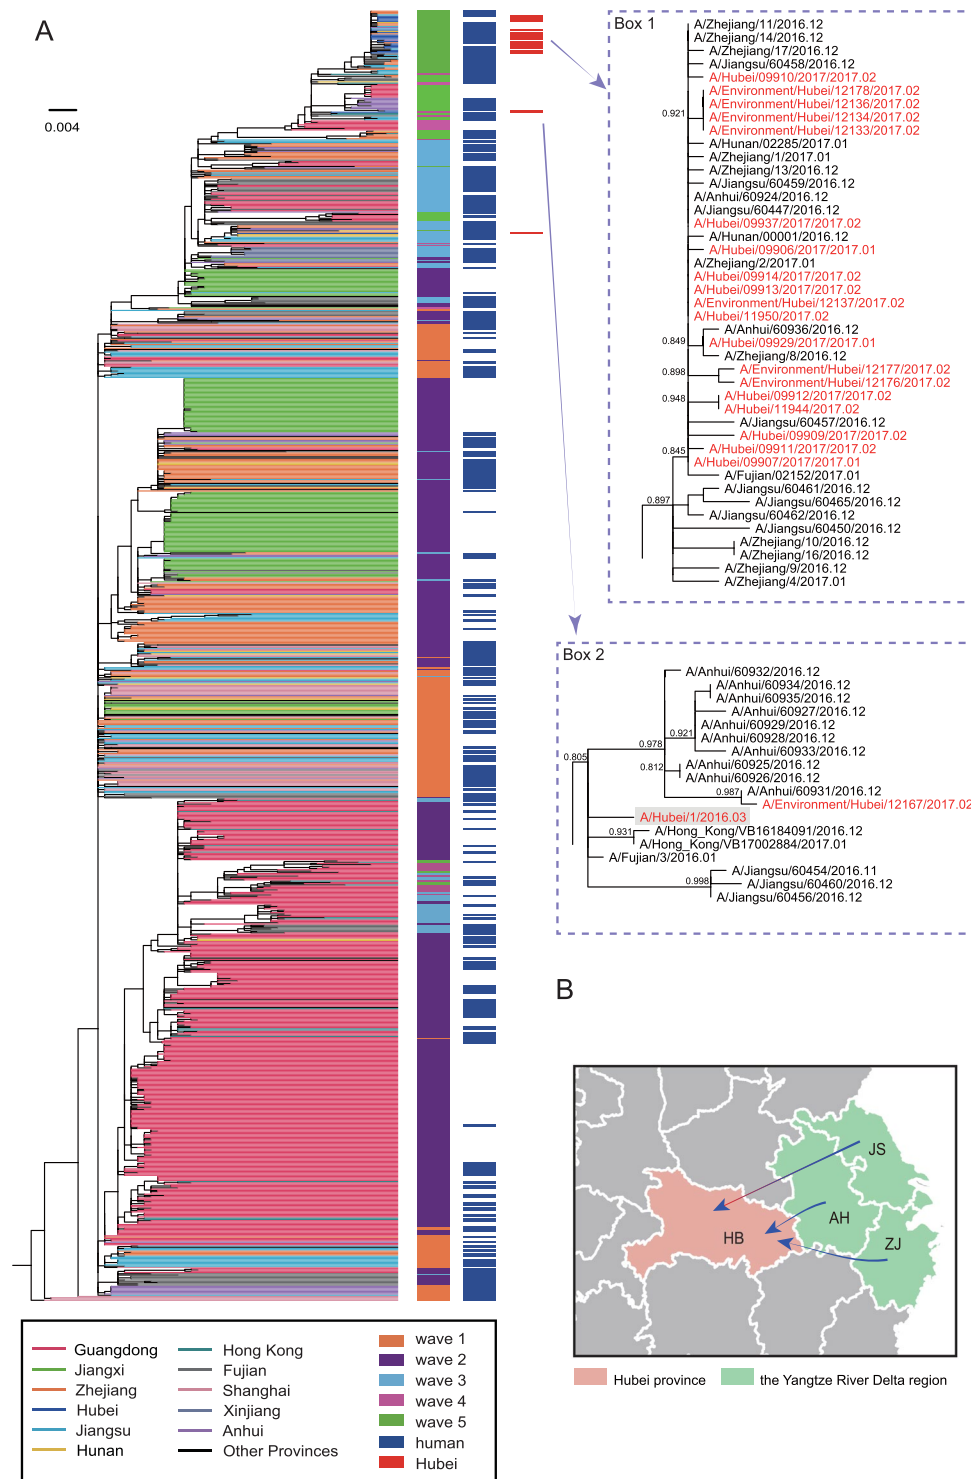 A
0.004
Box 1
A/Zhejiang/11/2016.12
A/Zhejiang/14/2016.12
A/Zhejiang/17/2016.12
A/Jiangsu/60458/2016.12
A/Hubei/09910/2017/2017.02
A/Environment/Hubei/12178/2017.02
A/Environment/Hubei/12136/2017.02
0.921
A/Environment/Hubei/12134/2017.02
A/Environment/Hubei/12133/2017.02
A/Hunan/02285/2017.01
A/Zhejiang/1/2017.01
A/Zhejiang/13/2016.12
A/Jiangsu/60459/2016.12
A/Anhui/60924/2016.12
A/Jiangsu/60447/2016.12
A/Hubei/09937/2017/2017.02
A/Hunan/00001/2016.12
A/Hubei/09906/2017/2017.01
A/Zhejiang/2/2017.01
A/Hubei/09914/2017/2017.02
A/Hubei/09913/2017/2017.02
A/Environment/Hubei/12137/2017.02
A/Hubei/11950/2017.02
A/Anhui/60936/2016.12
0.849
A/Hubei/09929/2017/2017.01
A/Zhejiang/8/2016.12
0.898
A/Environment/Hubei/12177/2017.02
A/Environment/Hubei/12176/2017.02
0.948
A/Hubei/09912/2017/2017.02
A/Hubei/11944/2017.02
A/Jiangsu/60457/2016.12
A/Hubei/09909/2017/2017.02
0.845
A/Hubei/09911/2017/2017.02
A/Hubei/09907/2017/2017.01
A/Fujian/02152/2017.01
A/Jiangsu/60461/2016.12
0.897
A/Jiangsu/60465/2016.12
A/Jiangsu/60462/2016.12
A/Jiangsu/60450/2016.12
A/Zhejiang/10/2016.12
A/Zhejiang/16/2016.12
A/Zhejiang/9/2016.12
A/Zhejiang/4/2017.01
Box 2
A/Anhui/60932/2016.12
A/Anhui/60934/2016.12
A/Anhui/60935/2016.12
A/Anhui/60927/2016.12
A/Anhui/60929/2016.12
0.921
A/Anhui/60928/2016.12
0.978
A/Anhui/60933/2016.12
0.805
0.812
A/Anhui/60925/2016.12
A/Anhui/60926/2016.12
0.987
A/Anhui/60931/2016.12
A/Environment/Hubei/12167/2017.02
A/Hubei/1/2016.03
0.931
A/Hong_Kong/VB16184091/2016.12
A/Hong_Kong/VB17002884/2017.01
A/Fujian/3/2016.01
A/Jiangsu/60454/2016.11
0.998
A/Jiangsu/60460/2016.12
A/Jiangsu/60456/2016.12
B
JS
AH
HB
ZJ
Hubei province
the Yangtze River Delta region
Guangdong
Jiangxi
Zhejiang
Hubei
Jiangsu
Hunan
Hong Kong
Fujian
Shanghai
Xinjiang
Anhui
Other Provinces
wave 1
wave 2
wave 3
wave 4
wave 5
human
Hubei